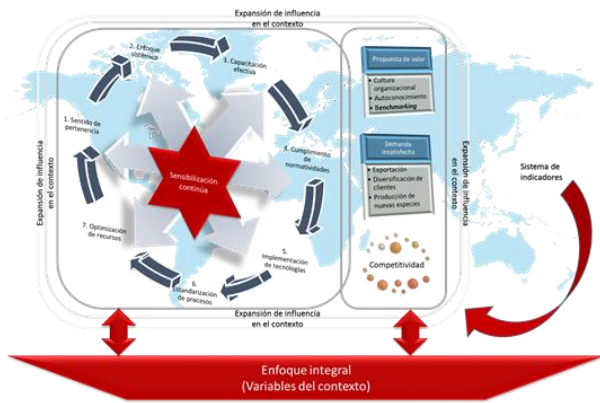 Expansión de influencia
en el contexto
2. Enfoque
sistémico
3. Capacitación
efectiva
1. Sentido de
pertenencia
4. Cumplimiento
de
normatividades
Sensibilización
continúa
7. Optimización
de recursos
5.
Implementación
de tecnologías
6.
Estandarización
de procesos
Propuesta de valor
• Cultura
organizacional
• Autoconocimiento
• Benchmarking
Demanda
insatisfecha
• Exportación
• Diversificación de
clientes
• Producción de
nuevas especies
Competitividad
Expansión de influencia
en el contexto
Expansión de influencia
en el contexto
Expansión de influencia
en el contexto
Sistema de
indicadores
Enfoque integral
(Variables del contexto)